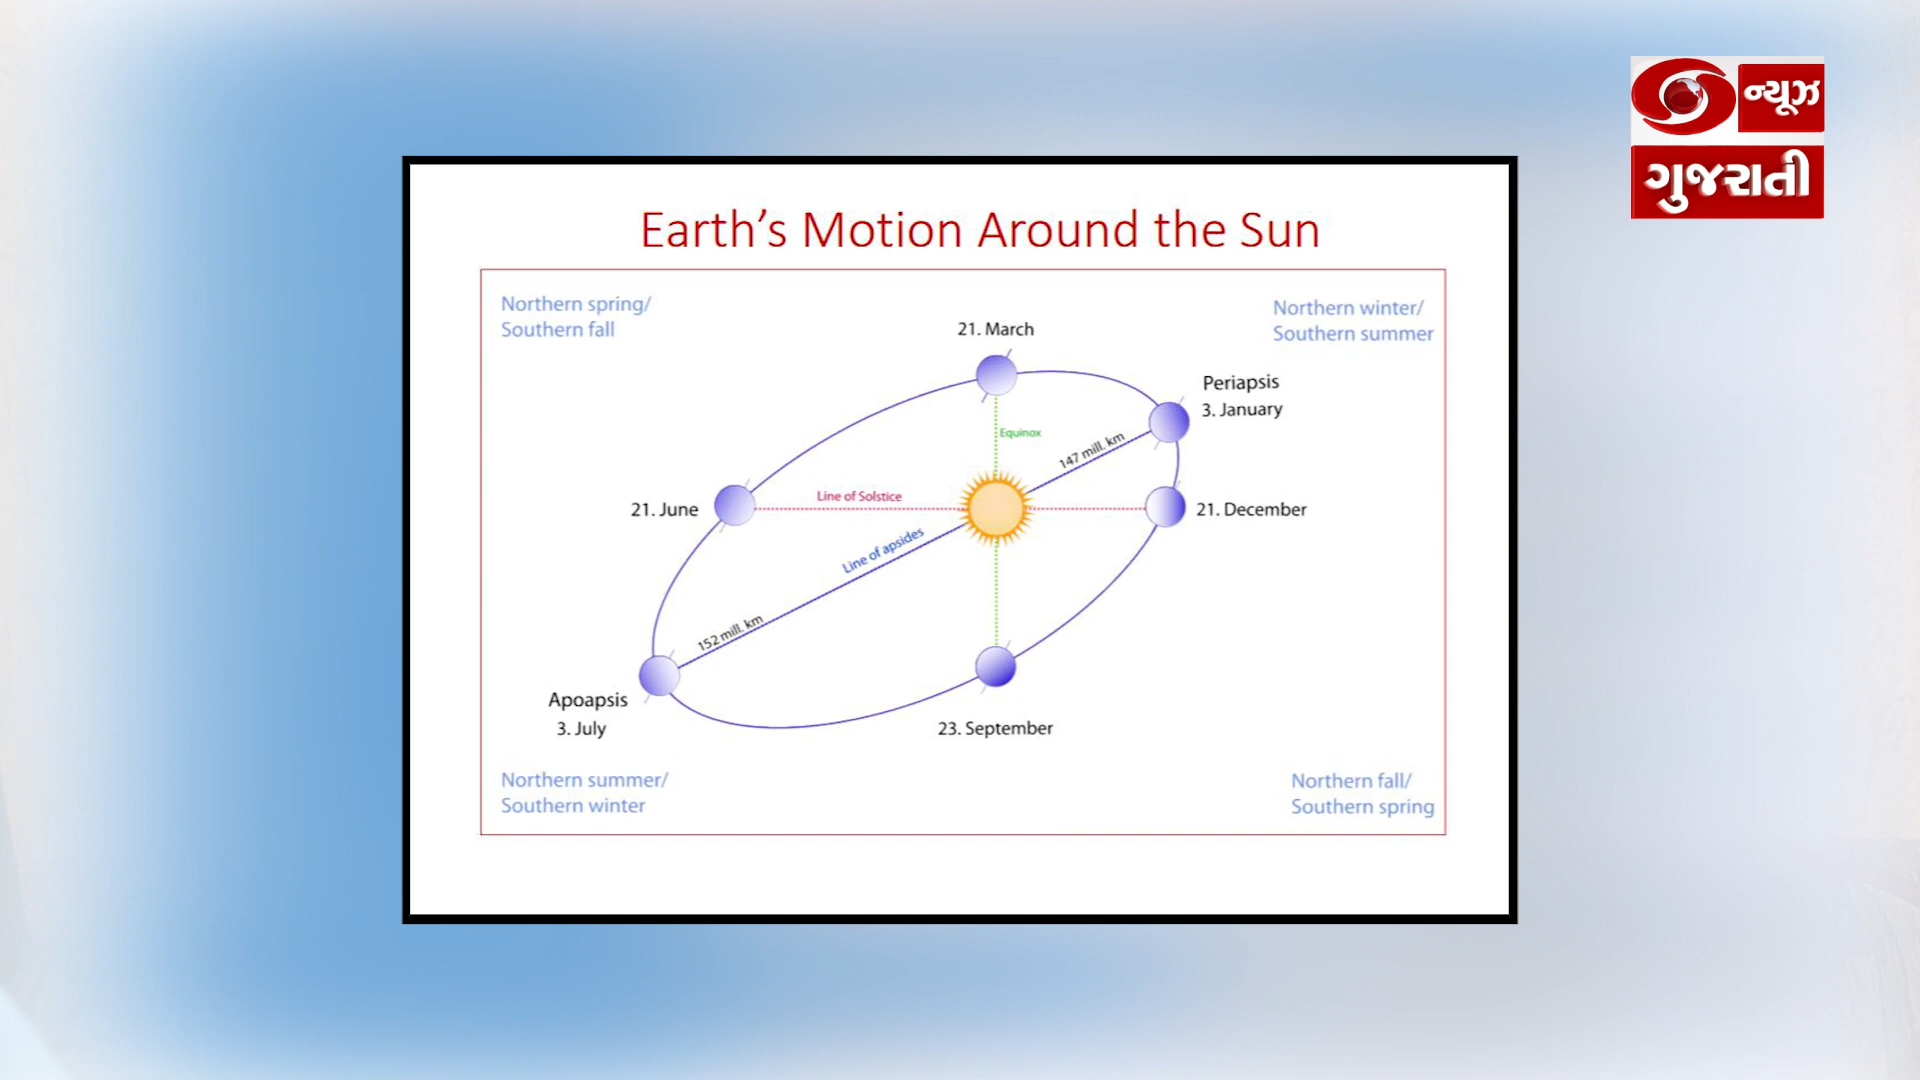 ન્યૂઝ
ગુજરાતી
Earth’s Motion Around the Sun
Northern spring/
Southern fall
21. March
Northern winter/
Southern summer
Periapsis
3. January
Equinox
147 mill. km
21. June
Line of Solstice
21. December
Line of apsides
152 mill. km
Apoapsis
3. July
23. September
Northern summer/
Southern winter
Northern fall/
Southern spring